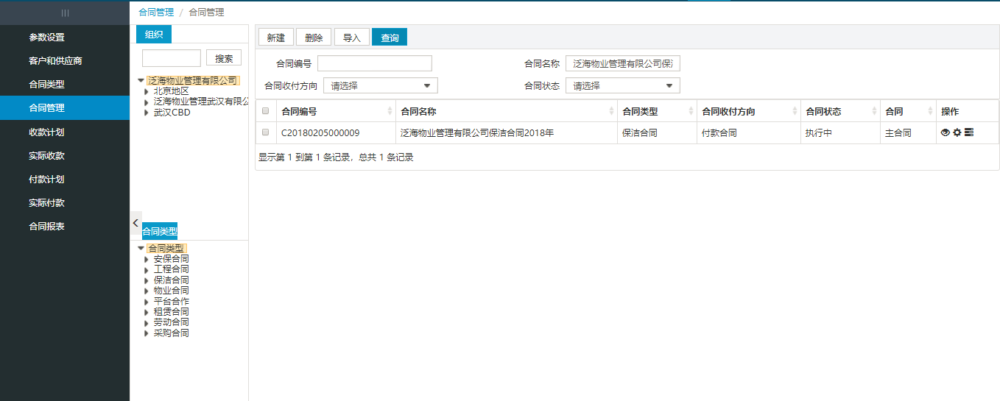 合同管理 / 合同管理
参数设置
客户和供应商
合同类型
合同管理
收款计划
实际收款
付款计划
实际付款
合同报表
组织
搜索
泛海物业管理有限公司
北京地区
泛海物业管理武汉有限公
武汉CBD
合同类型
合同类型
安保合同
工程合同
保洁合同
物业合同
平台合作
租赁合同
劳动合同
采购合同
新建 删除 导入 查询
合同编号 合同名称 泛海物业管理有限公司保洁
合同收付方向 请选择 合同状态 请选择
合同编号 合同名称 合同类型 合同收付方向 合同状态 合同 操作
C20180205000009 泛海物业管理有限公司保洁合同2018年 保洁合同 付款合同 执行中 主合同
显示第 1 到第 1 条记录，总共 1 条记录